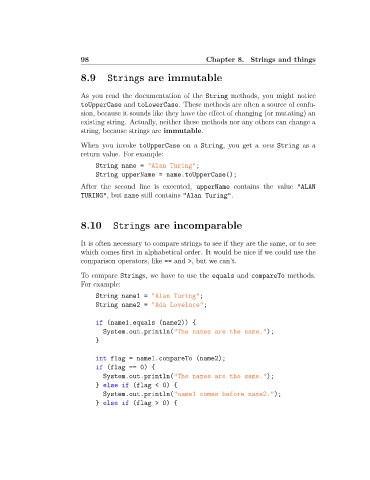 98 Chapter 8. Strings and things
8.9 Strings are immutable
As you read the documentation of the String methods, you might notice
toUpperCase and toLowerCase. These methods are often a source of confu-
sion, because it sounds like they have the effect of changing (or mutating) an
existing string. Actually, neither these methods nor any others can change a
string, because strings are immutable.
When you invoke toUpperCase on a String, you get a new String as a
return value. For example:
String name = "Alan Turing";
String upperName = name.toUpperCase();
After the second line is executed, upperName contains the value "ALAN
TURING", but name still contains "Alan Turing".
8.10 Strings are incomparable
It is often necessary to compare strings to see if they are the same, or to see
which comes first in alphabetical order. It would be nice if we could use the
comparison operators, like == and >, but we can't.
To compare Strings, we have to use the equals and compareTo methods.
For example:
String name1 = "Alan Turing";
String name2 = "Ada Lovelace";
if (name1.equals (name2)) {
System.out.println("The names are the same.");
}
int flag = name1.compareTo (name2);
if (flag == 0) {
System.out.println("The names are the same.");
} else if (flag < 0) {
System.out.println("name1 comes before name2.");
} else if (flag > 0) {